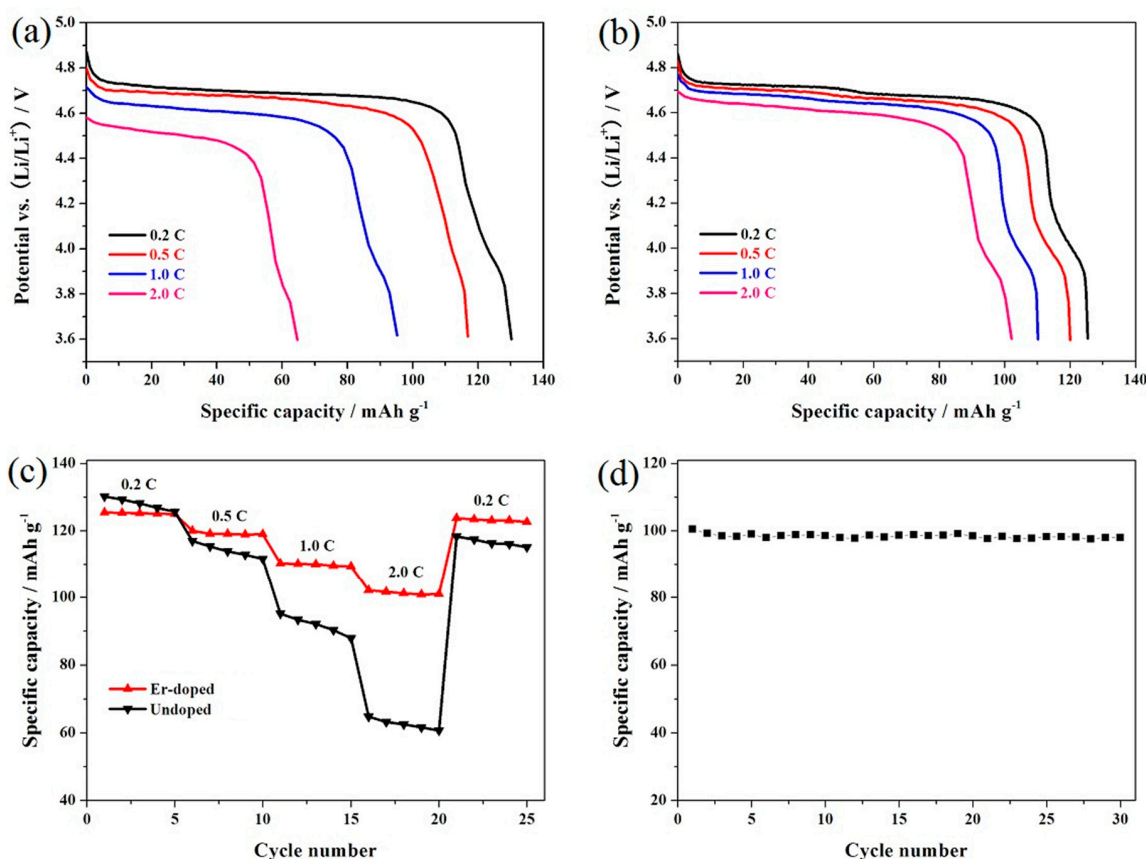 (a)
5.0
4.8
4.6
4.4
4.2
4.0
3.8
3.6
Potential vs. (Li/Li+) / V
0.2 C
0.5 C
1.0 C
2.0 C
0 20 40 60 80 100 120 140
Specific capacity / mAh g-1
(b)
5.0
4.8
4.6
4.4
4.2
4.0
3.8
3.6
Potential vs. (Li/Li+) / V
0.2 C
0.5 C
1.0 C
2.0 C
0 20 40 60 80 100 120 140
Specific capacity / mAh g-1
(c)
140
120
100
80
60
40
Specific capacity / mAh g-1
0.2 C
0.5 C
1.0 C
2.0 C
0.2 C
Er-doped
Undoped
0 5 10 15 20 25
Cycle number
(d)
120
100
80
60
40
20
Specific capacity / mAh g-1
0 5 10 15 20 25 30
Cycle number